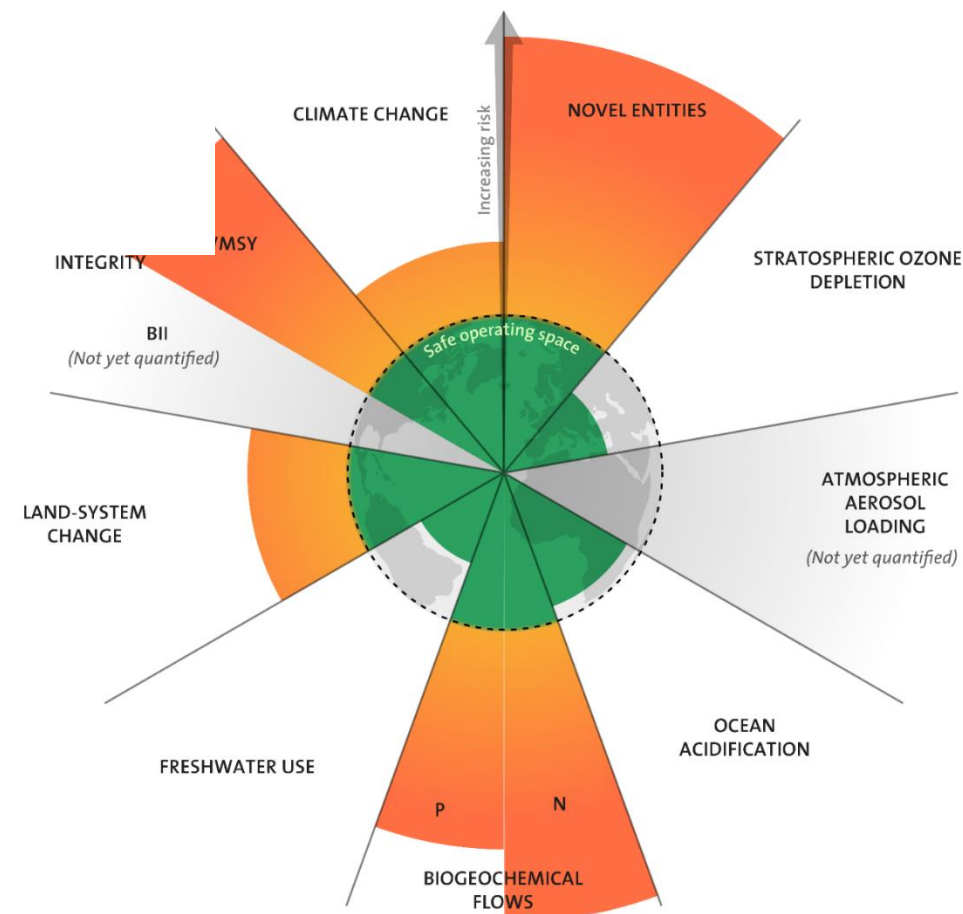 CLIMATE CHANGE
Increasing risk
NOVEL ENTITIES
/MSY
INTEGRITY
STRATOSPHERIC OZONE
DEPLETION
BII
(Not yet quantified)
Safe operating space
ATMOSPHERIC
AEROSOL
LOADING
(Not yet quantified)
LAND-SYSTEM
CHANGE
OCEAN
ACIDIFICATION
FRESHWATER USE
P
N
BIOGEOCHEMICAL
FLOWS